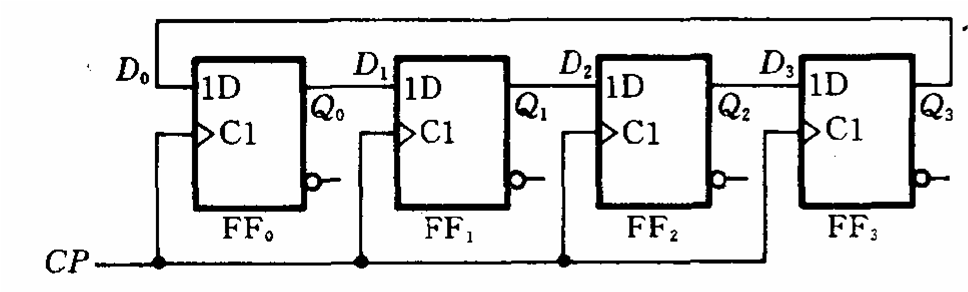 D₀ 1D D₁ 1D D₂ 1D D₃ 1D
Q₀ Q₁ Q₂ Q₃
C1 C1 C1 C1
FF₀ FF₁ FF₂ FF₃
CP